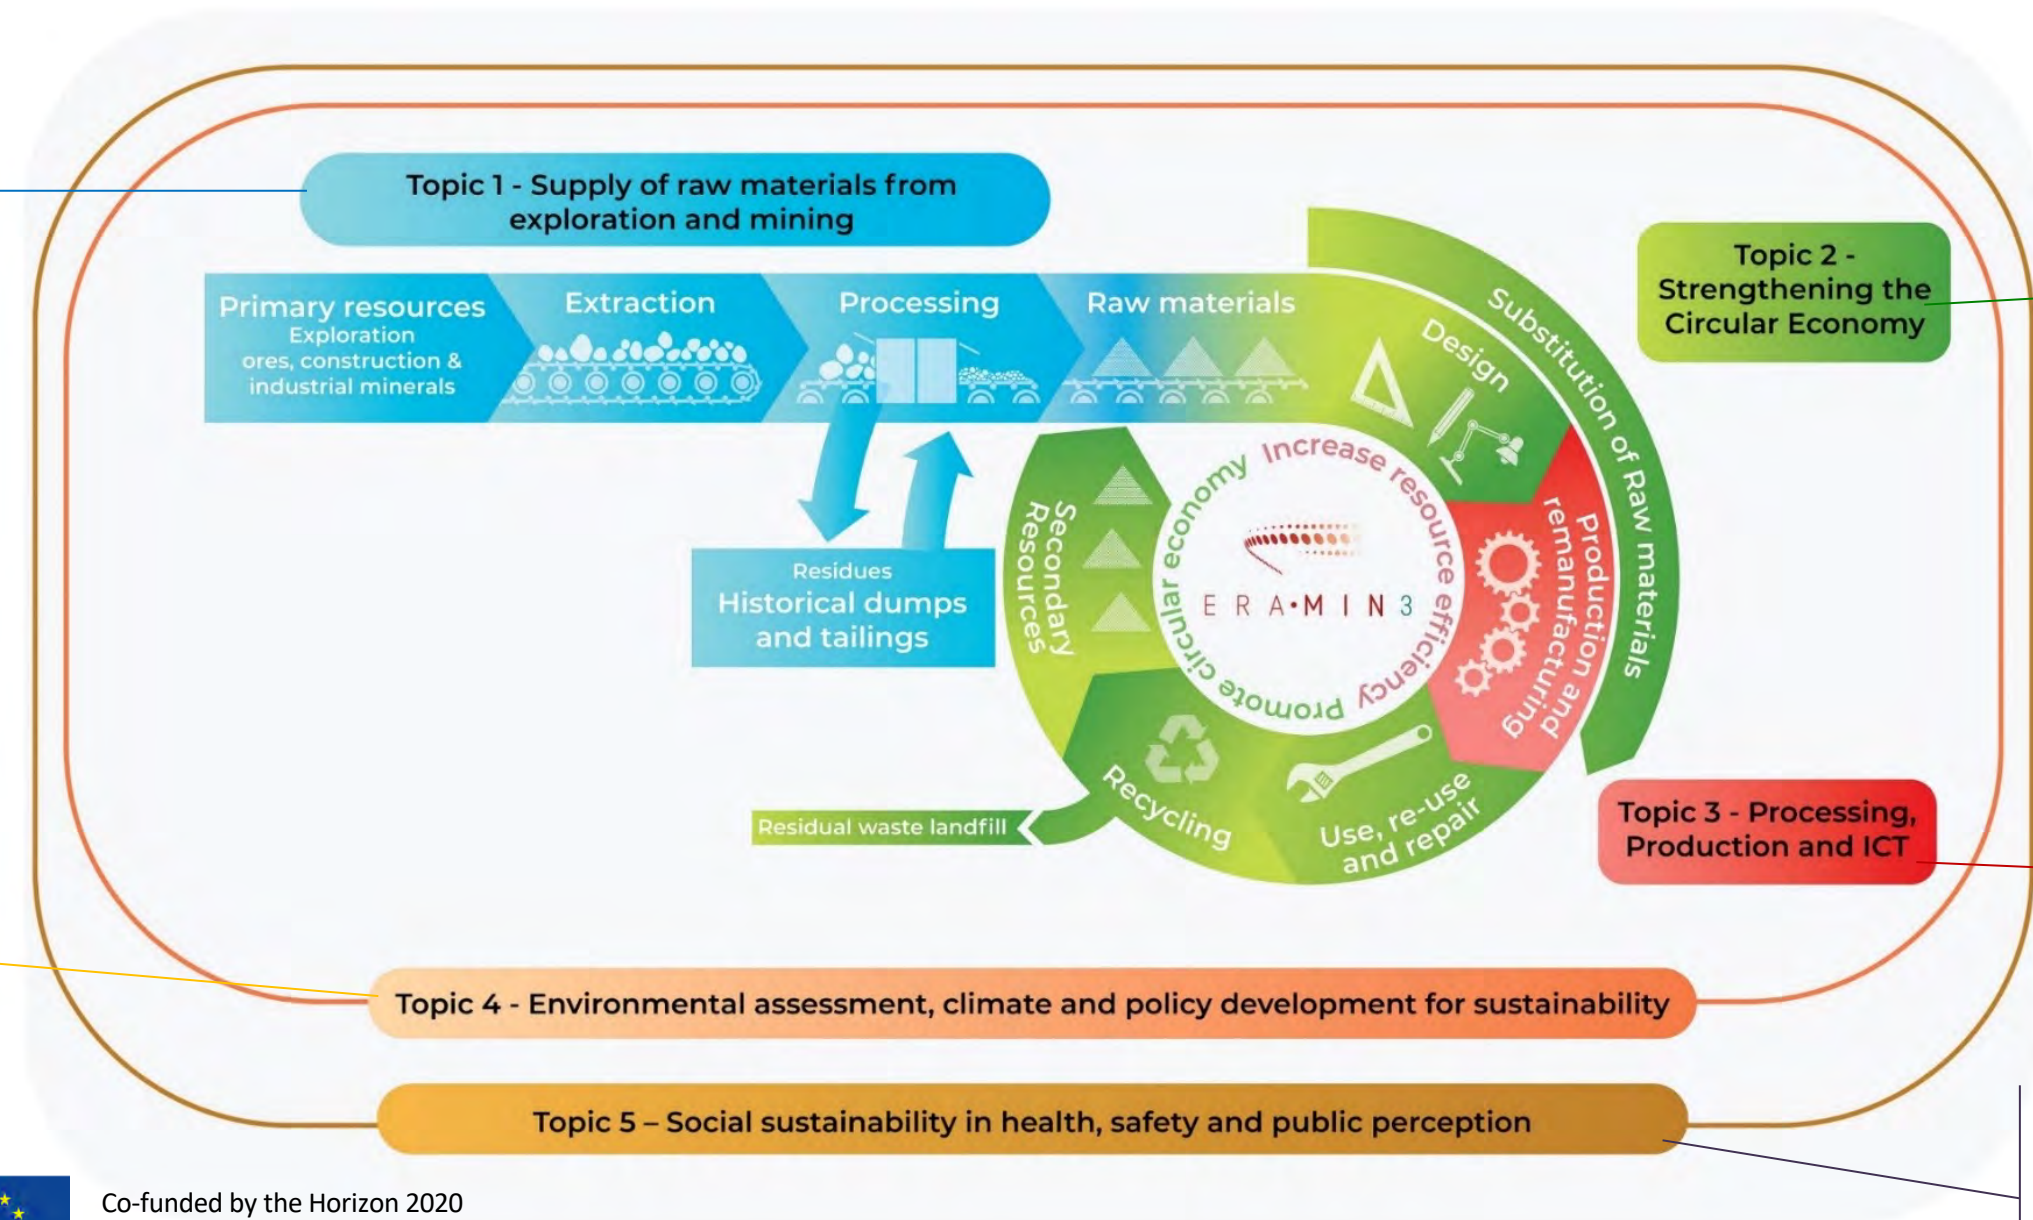 Topic 1 - Supply of raw materials from
exploration and mining
Primary resources
Exploration
ores, construction &
industrial minerals
Extraction
Processing
Raw materials
Design
Substitution of Raw materials
Topic 2 -
Strengthening the
Circular Economy
Residues
Historical dumps
and tailings
Secondary
Resources
Promote circular economy
Increase resource efficiency
ERA•MIN 3
Production and
remanufacturing
Use, re-use
and repair
Recycling
Residual waste landfill
Topic 3 - Processing,
Production and ICT
Topic 4 - Environmental assessment, climate and policy development for sustainability
Topic 5 – Social sustainability in health, safety and public perception
Co-funded by the Horizon 2020